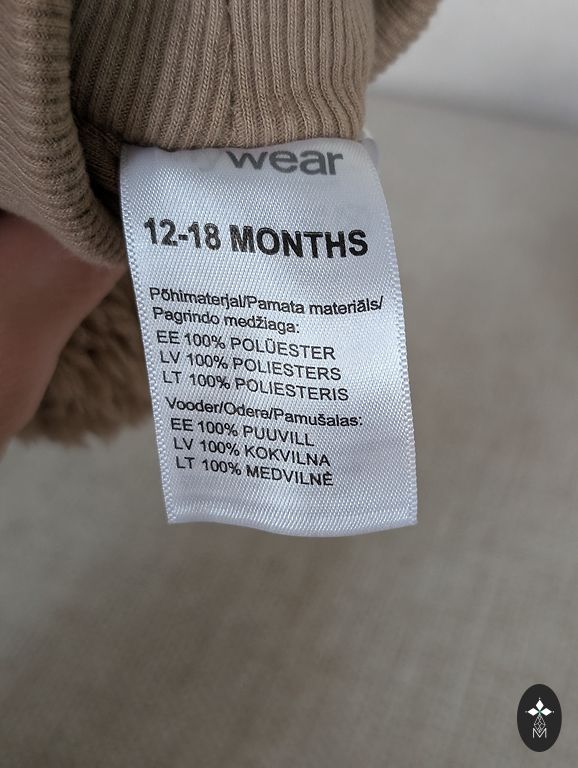 wear
12-18 MONTHS
Põhimaterjal/Pamata materiāls/
Pagrindo medžiaga:
EE 100% POLÜESTER
LV 100% POLIESTERS
LT 100% POLIESTERIS
Vooder/Odere/Pamušalas:
EE 100% PUUVILL
LV 100% KOKVILNA
LT 100% MEDVILNĖ
M